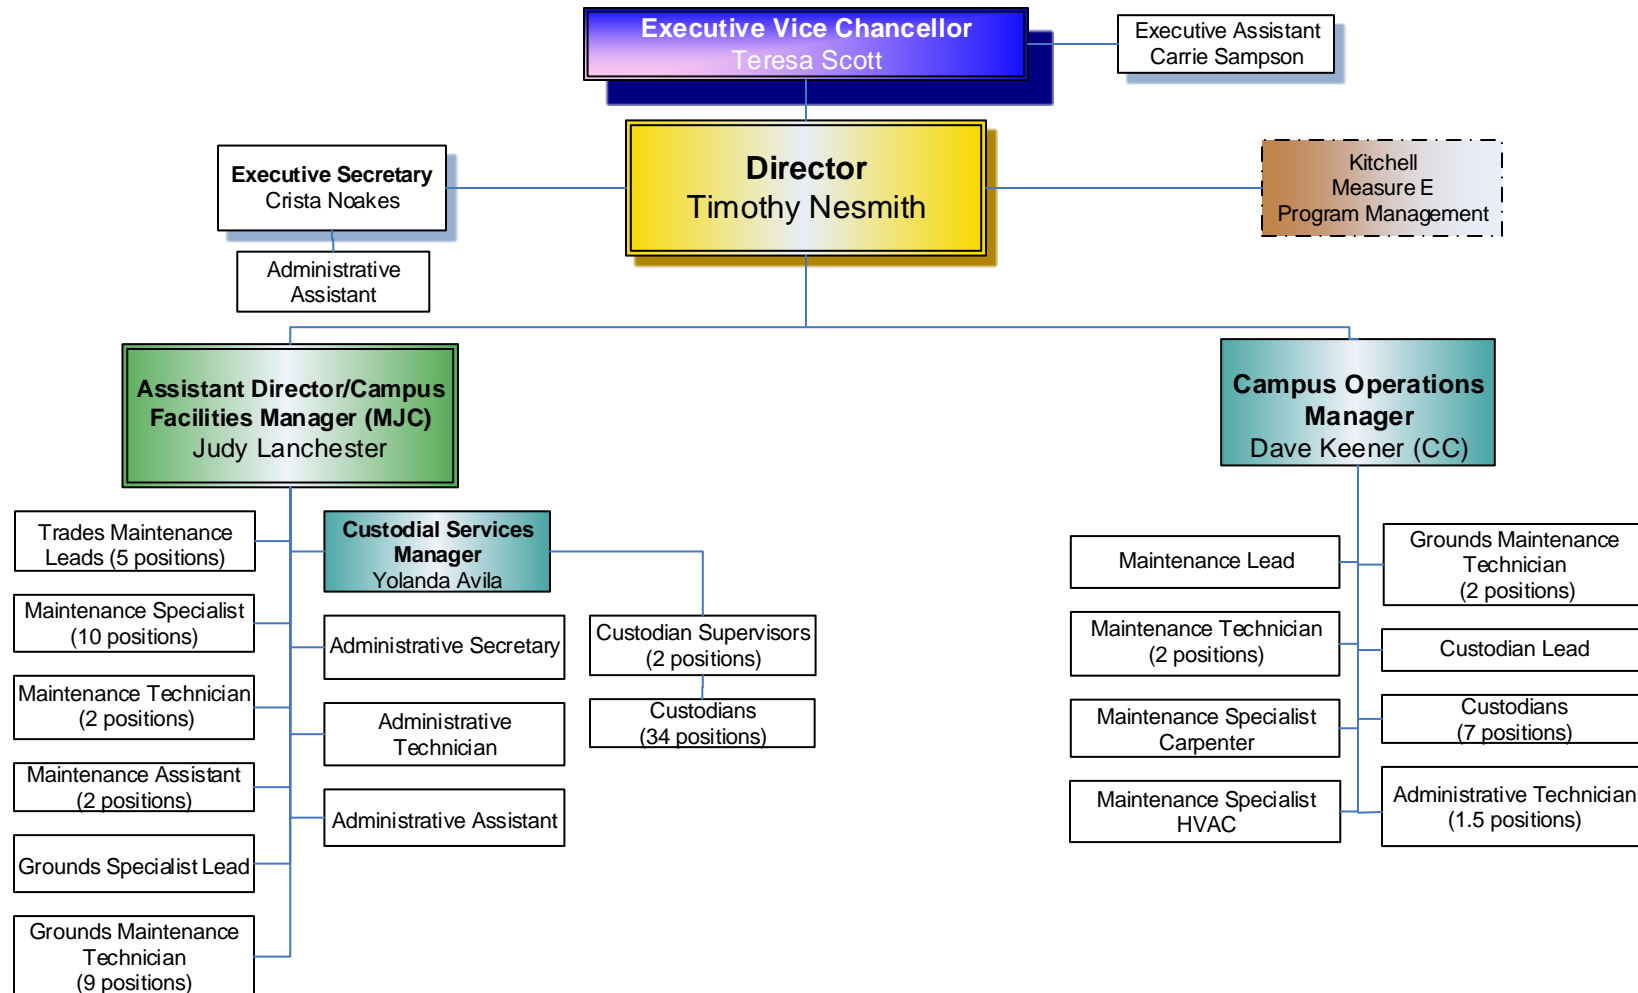 Executive Vice Chancellor
Teresa Scott
Executive Assistant
Carrie Sampson
Executive Secretary
Crista Noakes
Director
Timothy Nesmith
Kitchell
Measure E
Program Management
Administrative
Assistant
Assistant Director/Campus
Facilities Manager (MJC)
Judy Lanchester
Campus Operations
Manager
Dave Keener (CC)
Trades Maintenance
Leads (5 positions)
Maintenance Specialist
(10 positions)
Maintenance Technician
(2 positions)
Maintenance Assistant
(2 positions)
Grounds Specialist Lead
Grounds Maintenance
Technician
(9 positions)
Custodial Services
Manager
Yolanda Avila
Administrative Secretary
Administrative
Technician
Administrative Assistant
Custodian Supervisors
(2 positions)
Custodians
(34 positions)
Maintenance Lead
Maintenance Technician
(2 positions)
Maintenance Specialist
Carpenter
Maintenance Specialist
HVAC
Grounds Maintenance
Technician
(2 positions)
Custodian Lead
Custodians
(7 positions)
Administrative Technician
(1.5 positions)